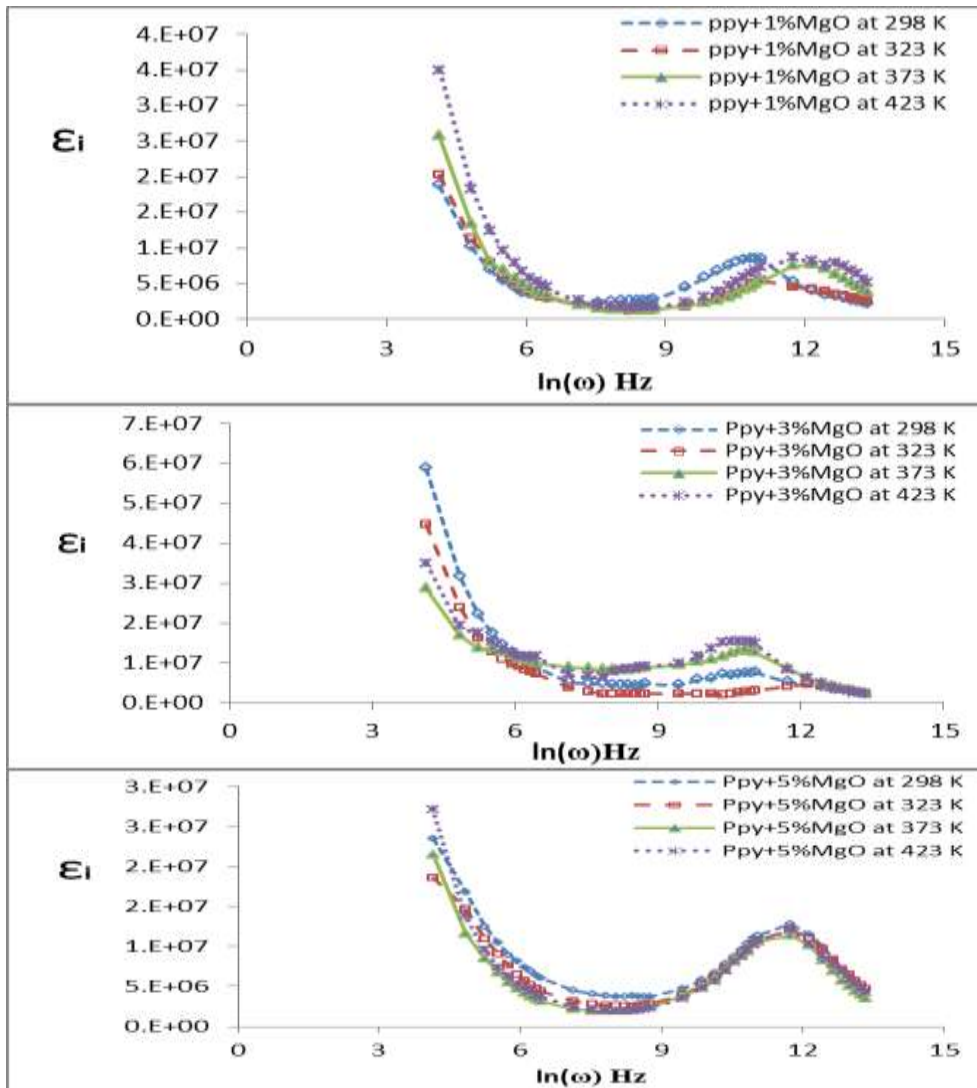 4.E+07
4.E+07
3.E+07
3.E+07
2.E+07
2.E+07
1.E+07
5.E+06
0.E+00
εi
ppy+1%MgO at 298 K
ppy+1%MgO at 323 K
ppy+1%MgO at 373 K
ppy+1%MgO at 423 K
0 3 6 9 12 15
ln(ω) Hz
7.E+07
6.E+07
5.E+07
4.E+07
3.E+07
2.E+07
1.E+07
0.E+00
εi
Ppy+3%MgO at 298 K
Ppy+3%MgO at 323 K
Ppy+3%MgO at 373 K
Ppy+3%MgO at 423 K
0 3 6 9 12 15
ln(ω)Hz
3.E+07
3.E+07
2.E+07
2.E+07
1.E+07
5.E+06
0.E+00
εi
Ppy+5%MgO at 298 K
Ppy+5%MgO at 323 K
Ppy+5%MgO at 373 K
Ppy+5%MgO at 423 K
0 3 6 9 12 15
ln(ω) Hz